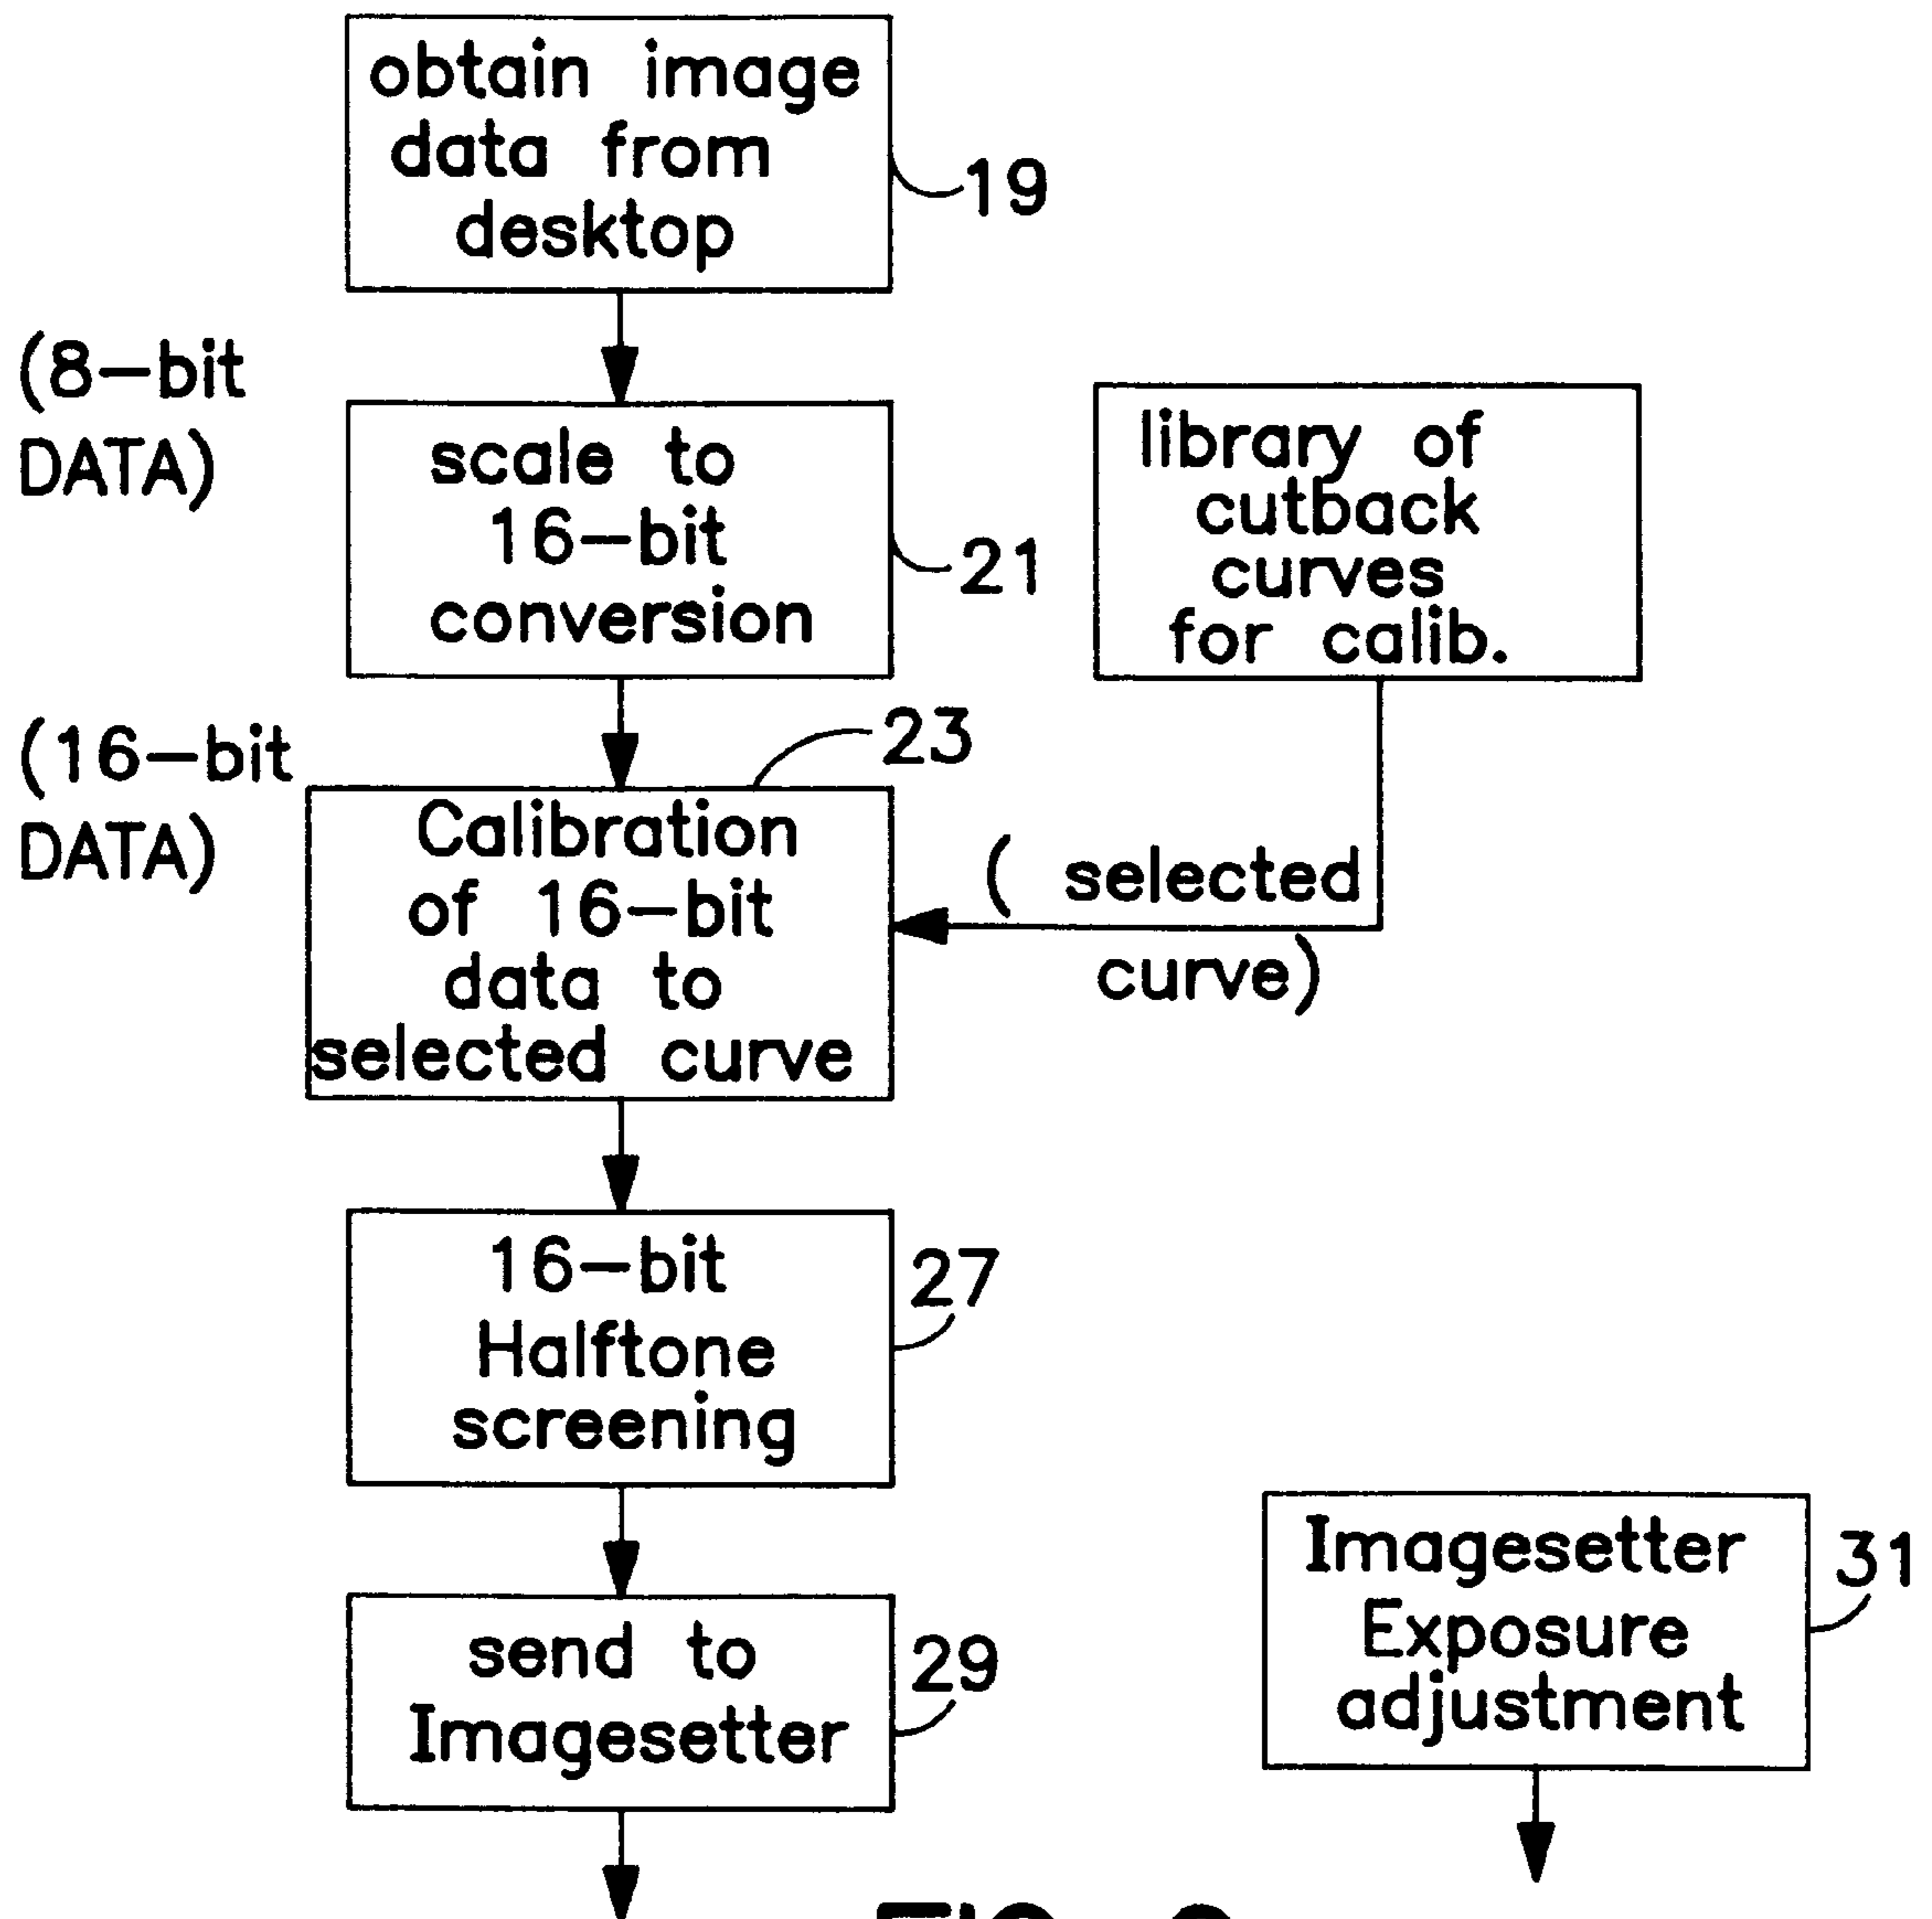 obtain image
data from
desktop
19
(8-bit
DATA)
scale to
16-bit
conversion
21
library of
cutback
curves
for calib.
(16-bit
DATA)
23
Calibration
of 16-bit
data to
selected curve
( selected
curve)
16-bit
Halftone
screening
27
send to
Imagesetter
29
Imagesetter
Exposure
adjustment
31